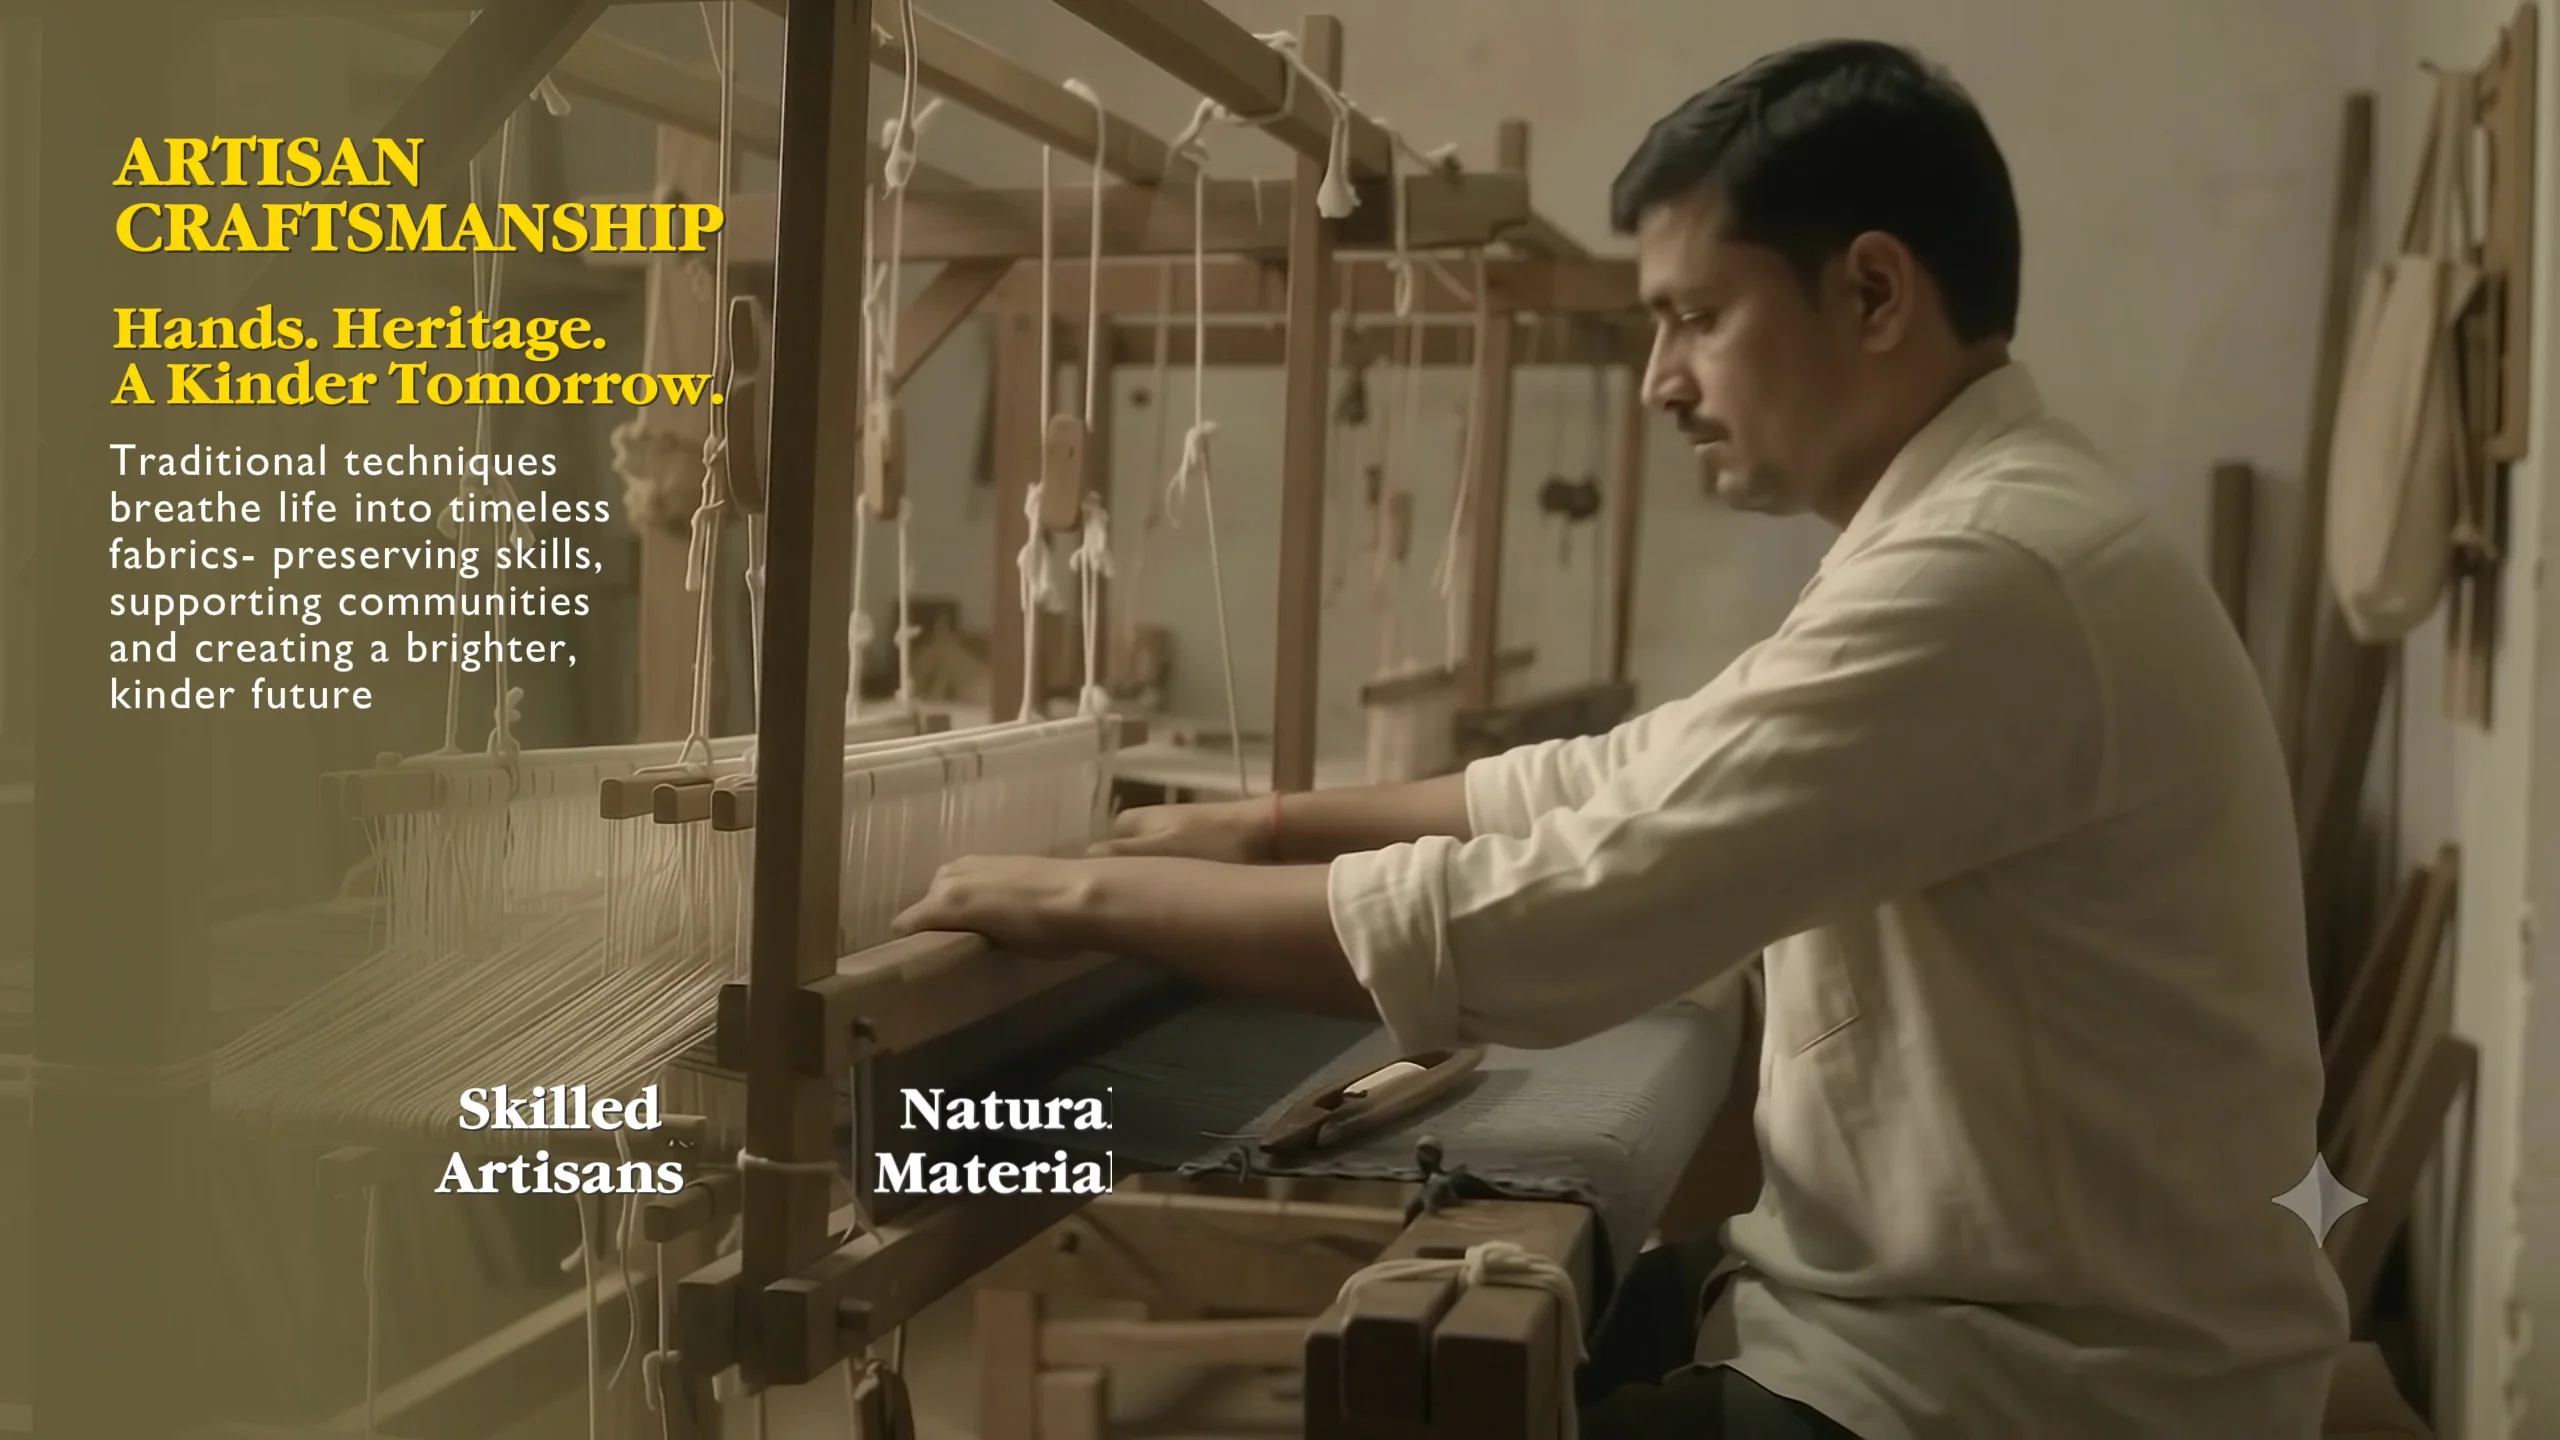 ARTISAN
CRAFTSMANSHIP
Hands. Heritage.
A Kinder Tomorrow.
Traditional techniques
breathe life into timeless
fabrics- preserving skills,
supporting communities
and creating a brighter,
kinder future
Skilled
Artisans
Natural
Material